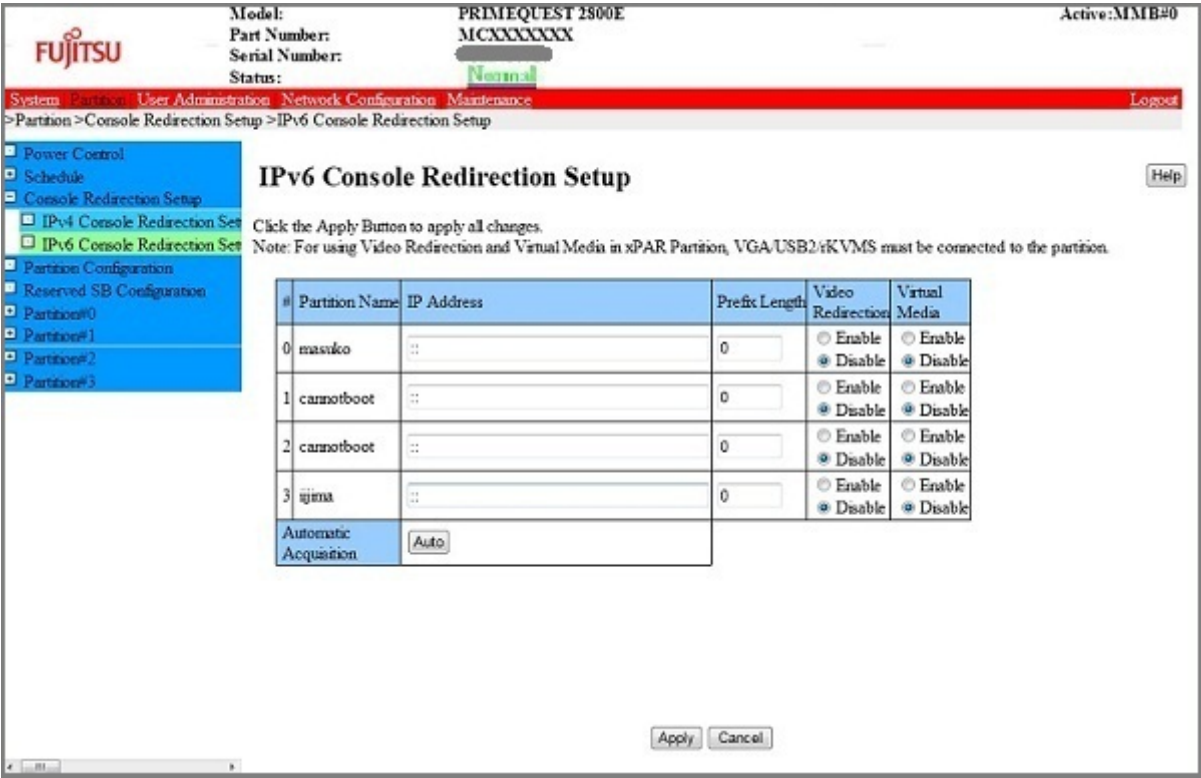 FUJITSU
Model: PRIMEQUEST 2800E Active:MMB#0
Part Number: MCXXXXXXX
Serial Number:
Status: Normal
System Partition User Administration Network Configuration Maintenance Logout
>Partition >Console Redirection Setup >IPv6 Console Redirection Setup
Power Control
Schedule
Console Redirection Setup
IPv4 Console Redirection Set
IPv6 Console Redirection Set
Partition Configuration
Reserved SB Configuration
Partition#0
Partition#1
Partition#2
Partition#3
IPv6 Console Redirection Setup
Help
Click the Apply Button to apply all changes.
Note: For using Video Redirection and Virtual Media in xPAR Partition, VGA/USB2/rKVMS must be connected to the partition.
# Partition Name IP Address Prefix Length Video Redirection Virtual Media
0 masuko :: 0 Enable Enable
Disable Disable
1 cannotboot :: 0 Enable Enable
Disable Disable
2 cannotboot :: 0 Enable Enable
Disable Disable
3 iijima :: 0 Enable Enable
Disable Disable
Automatic Acquisition Auto
Apply Cancel